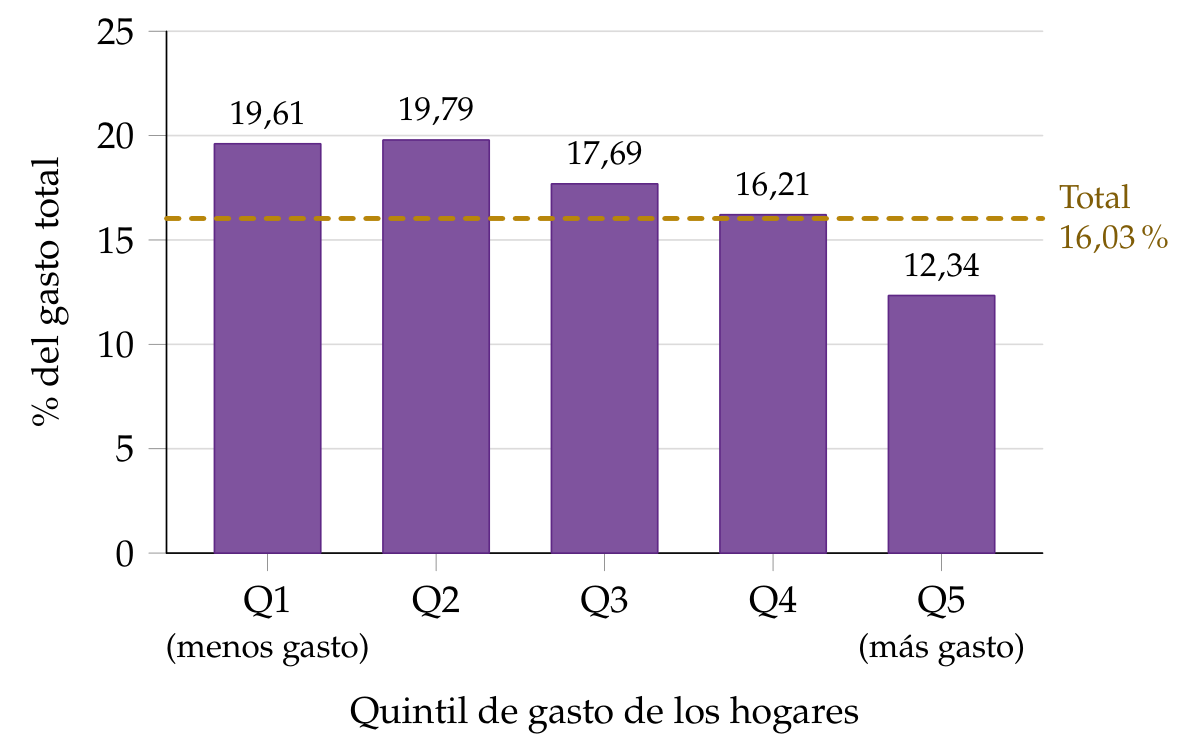 25
20
15
10
5
0
% del gasto total
19,61
19,79
17,69
16,21
12,34
Total
16,03 %
Q1
Q2
Q3
Q4
Q5
(menos gasto)
(más gasto)
Quintil de gasto de los hogares